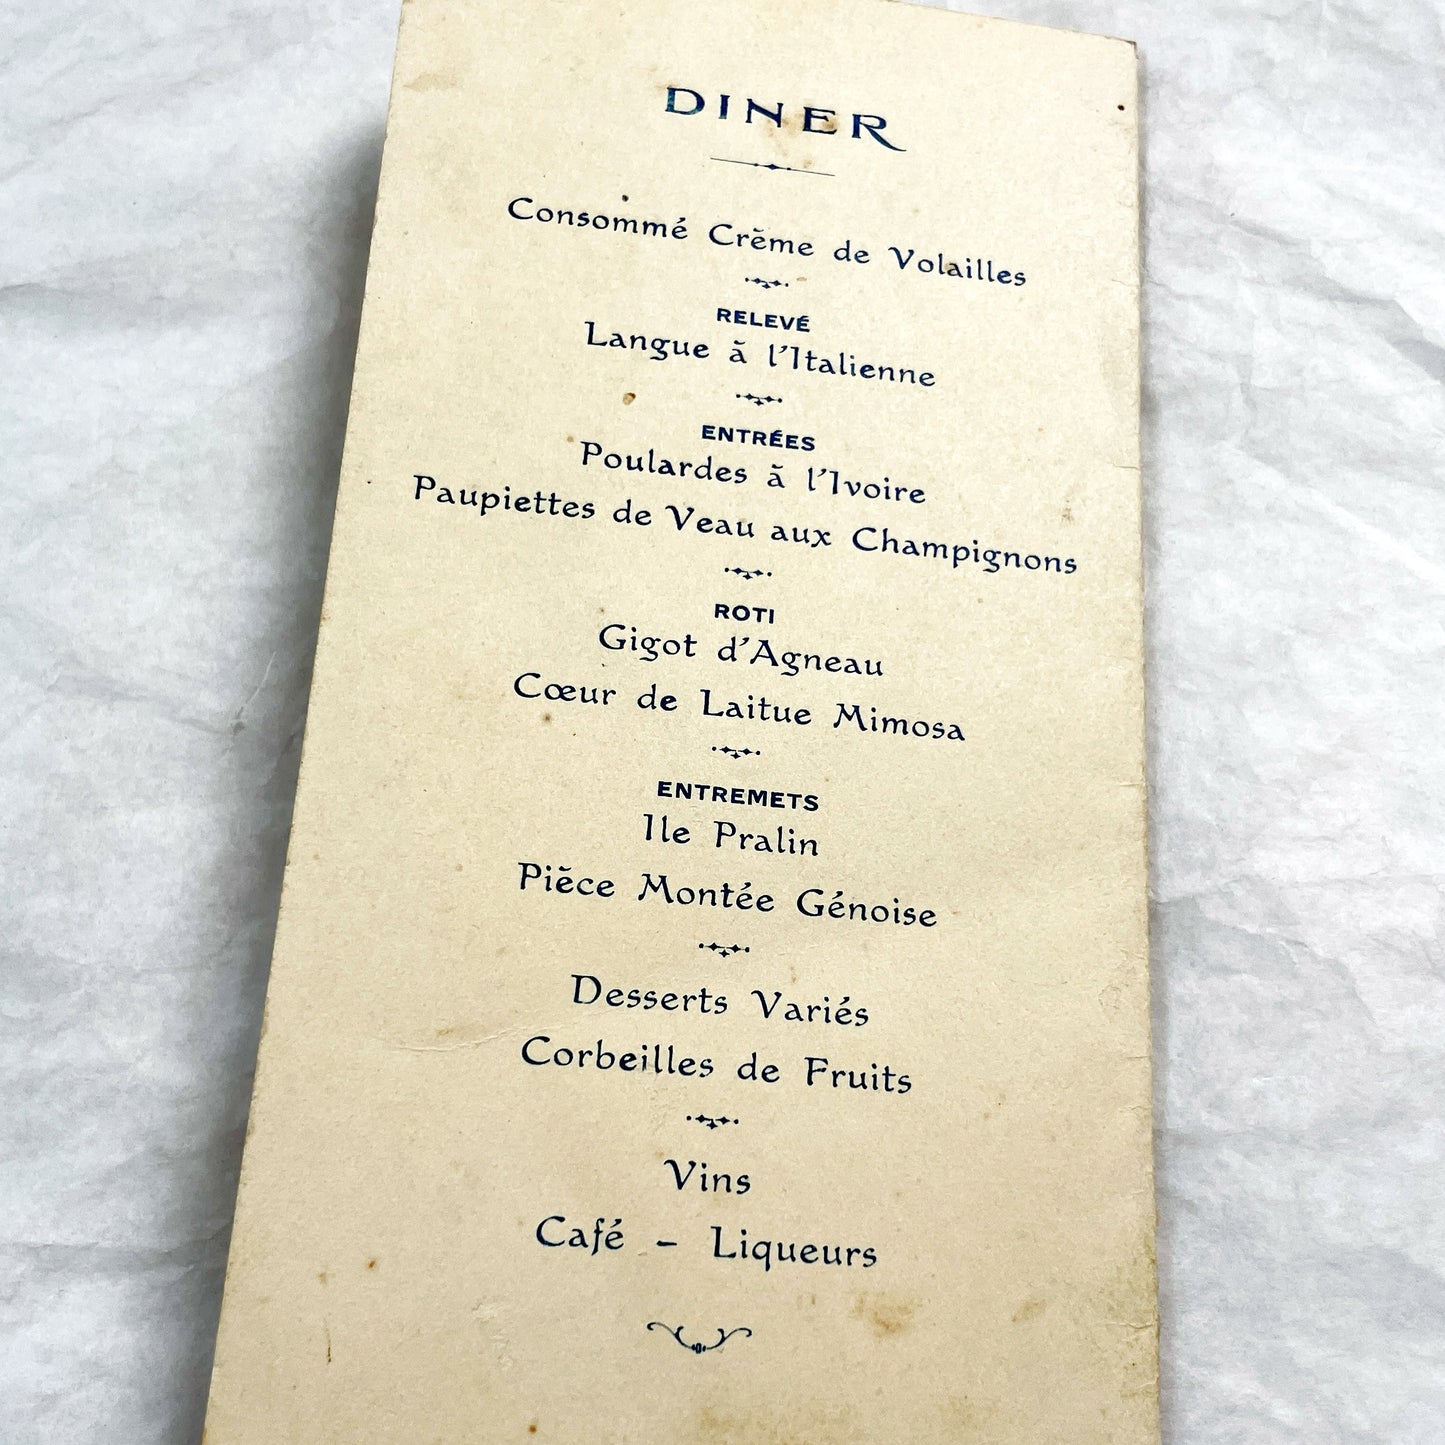 DINER
Consommé Crème de Volailles
RELEVÉ
Langue à l'Italienne
ENTRÉES
Poulardes à l'Ivoire
Paupiettes de Veau aux Champignons
ROTI
Gigot d'Agneau
Cœur de Laitue Mimosa
ENTREMETS
Ile Pralin
Pièce Montée Génoise
Desserts Variés
Corbeilles de Fruits
Vins
Café - Liqueurs